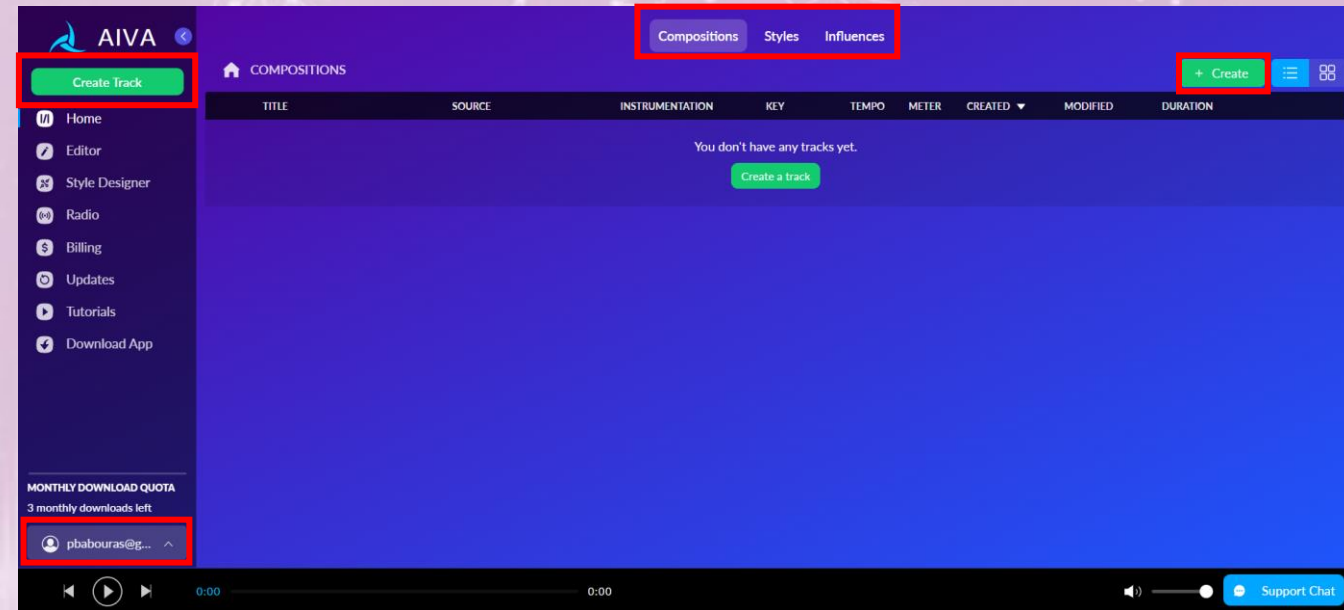 AIVA
Compositions Styles Influences
Create Track
COMPOSITIONS
+ Create
TITLE SOURCE INSTRUMENTATION KEY TEMPO METER CREATED ▼ MODIFIED DURATION
Home
You don't have any tracks yet.
Editor
Create a track
Style Designer
Radio
Billing
Updates
Tutorials
Download App
MONTHLY DOWNLOAD QUOTA
3 monthly downloads left
pbabouras@g...
0:00 0:00
Support Chat